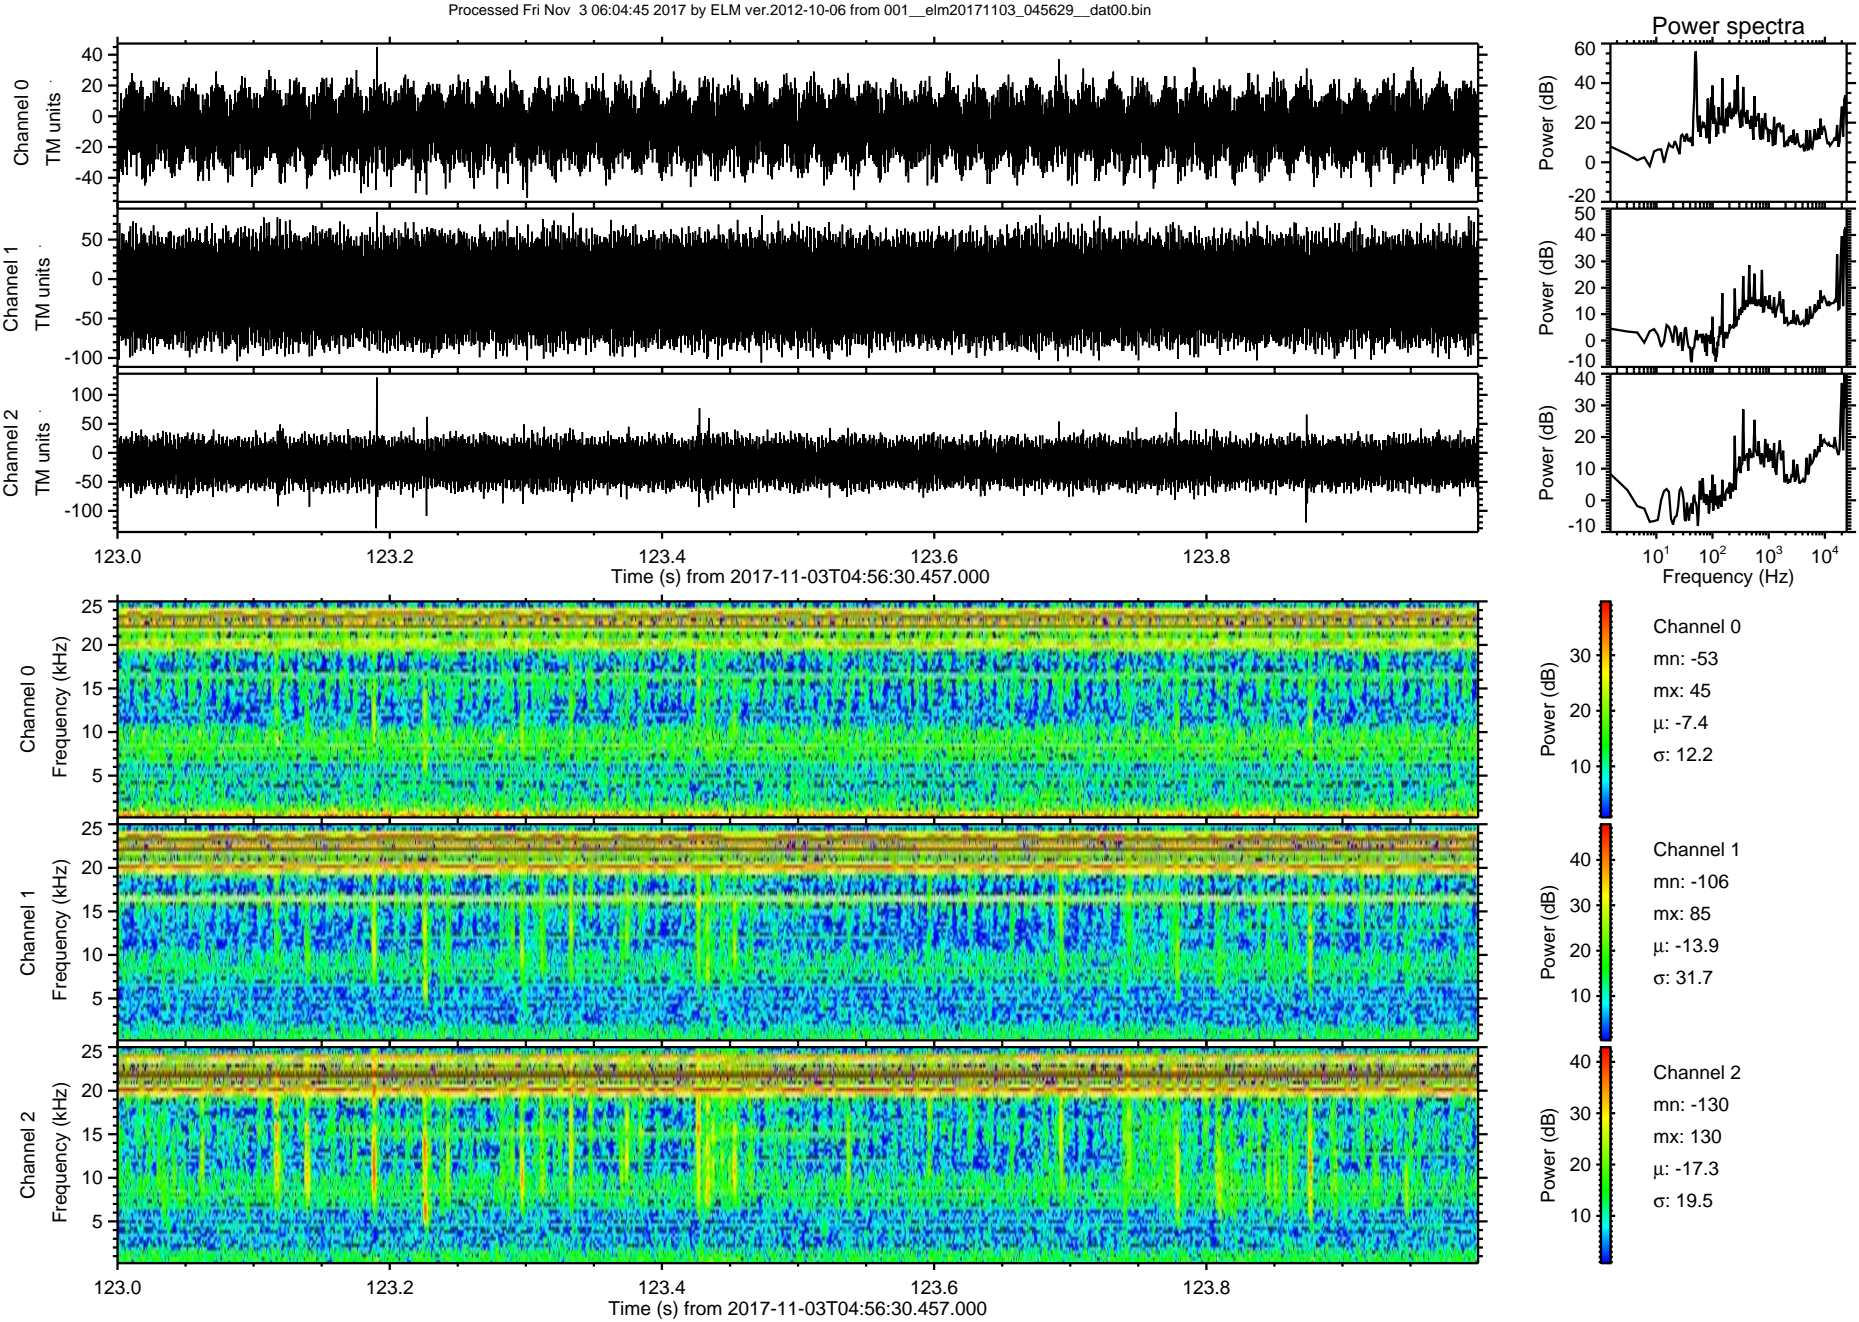 Processed Fri Nov  3 06:04:45 2017 by ELM ver.2012-10-06 from 001__elm20171103_045629__dat00.bin
Power spectra
Channel 0
TM units
40
20
0
-20
-40
Power (dB)
60
40
20
0
-20
Channel 1
TM units
50
0
-50
-100
Power (dB)
50
40
30
20
10
0
-10
Channel 2
TM units
100
50
0
-50
-100
Power (dB)
40
30
20
10
0
-10
123.0 123.2 123.4 123.6 123.8
Time (s) from 2017-11-03T04:56:30.457.000
10^1 10^2 10^3 10^4
Frequency (Hz)
Channel 0
Frequency (kHz)
25
20
15
10
5
Power (dB)
30
20
10
Channel 0
mn: -53
mx: 45
μ: -7.4
σ: 12.2
Channel 1
Frequency (kHz)
25
20
15
10
5
Power (dB)
40
30
20
10
Channel 1
mn: -106
mx: 85
μ: -13.9
σ: 31.7
Channel 2
Frequency (kHz)
25
20
15
10
5
Power (dB)
40
30
20
10
Channel 2
mn: -130
mx: 130
μ: -17.3
σ: 19.5
123.0 123.2 123.4 123.6 123.8
Time (s) from 2017-11-03T04:56:30.457.000